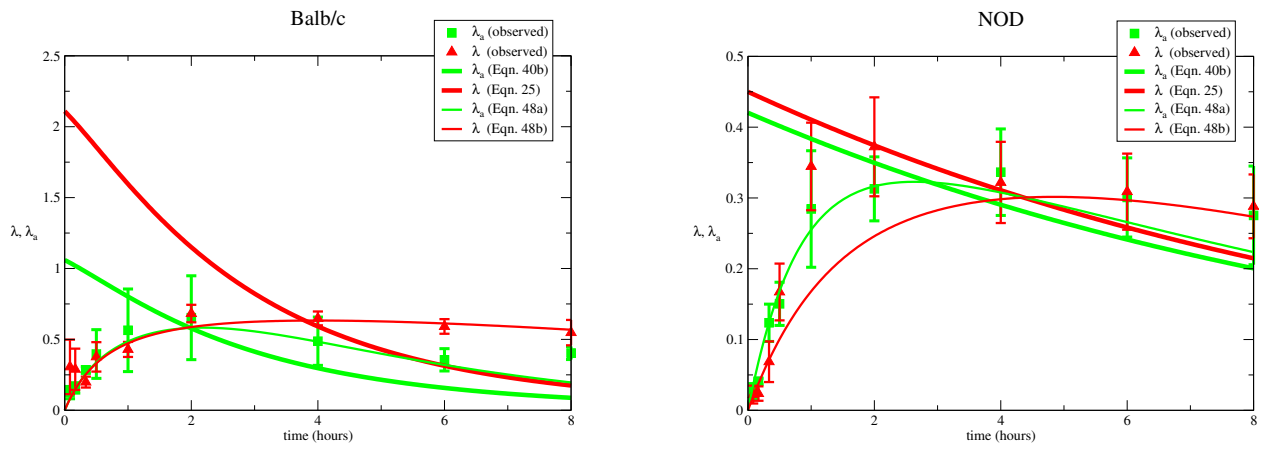 Balb/c
λa (observed)
λ (observed)
λa (Eqn. 40b)
λ (Eqn. 25)
λa (Eqn. 48a)
λ (Eqn. 48b)
2.5
2
1.5
1
0.5
0
λ, λa
0 2 4 6 8
time (hours)
NOD
λa (observed)
λ (observed)
λa (Eqn. 40b)
λ (Eqn. 25)
λa (Eqn. 48a)
λ (Eqn. 48b)
0.5
0.4
0.3
0.2
0.1
0
λ, λa
0 2 4 6 8
time (hours)